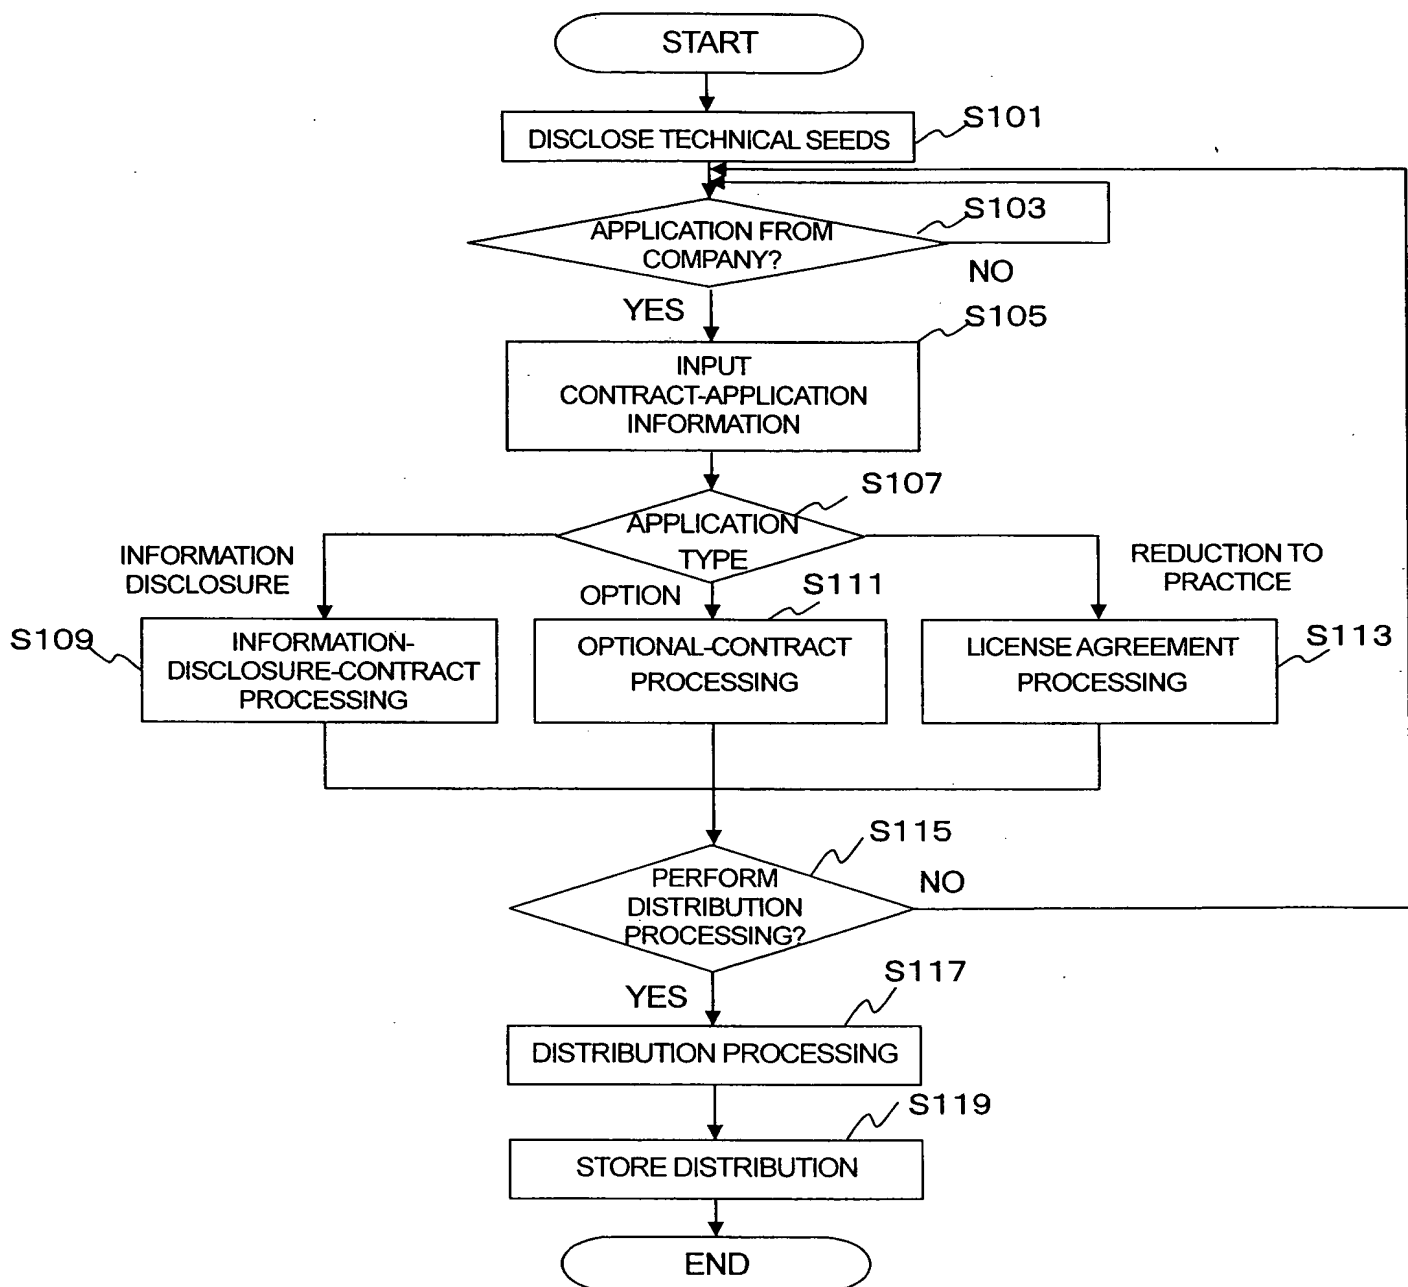 START
S101
DISCLOSE TECHNICAL SEEDS
S103
APPLICATION FROM
COMPANY?
NO
YES
S105
INPUT
CONTRACT-APPLICATION
INFORMATION
S107
APPLICATION
TYPE
INFORMATION
DISCLOSURE
OPTION
S111
REDUCTION TO
PRACTICE
S109
INFORMATION-
DISCLOSURE-CONTRACT
PROCESSING
OPTIONAL-CONTRACT
PROCESSING
LICENSE AGREEMENT
PROCESSING
S113
S115
PERFORM
DISTRIBUTION
PROCESSING?
NO
YES
S117
DISTRIBUTION PROCESSING
S119
STORE DISTRIBUTION
END